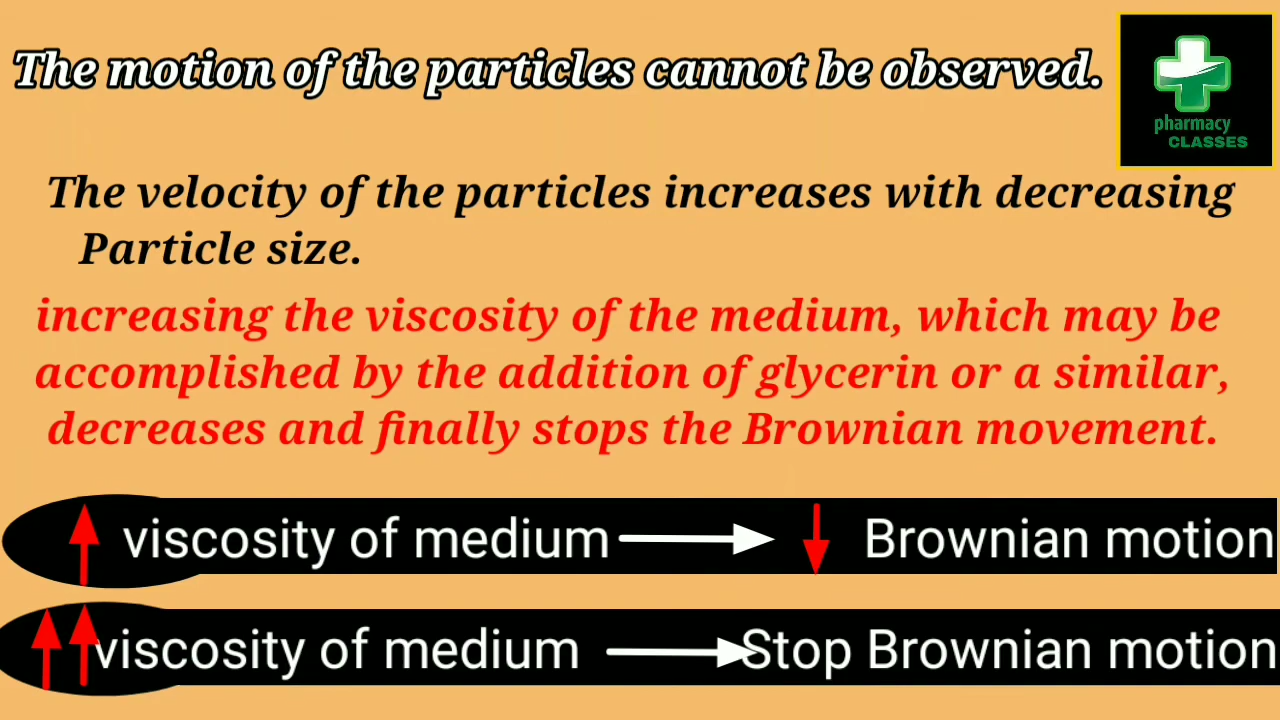 The motion of the particles cannot be observed.
pharmacy
CLASSES
The velocity of the particles increases with decreasing
Particle size.
increasing the viscosity of the medium, which may be
accomplished by the addition of glycerin or a similar,
decreases and finally stops the Brownian movement.
viscosity of medium Brownian motion
viscosity of medium Stop Brownian motion